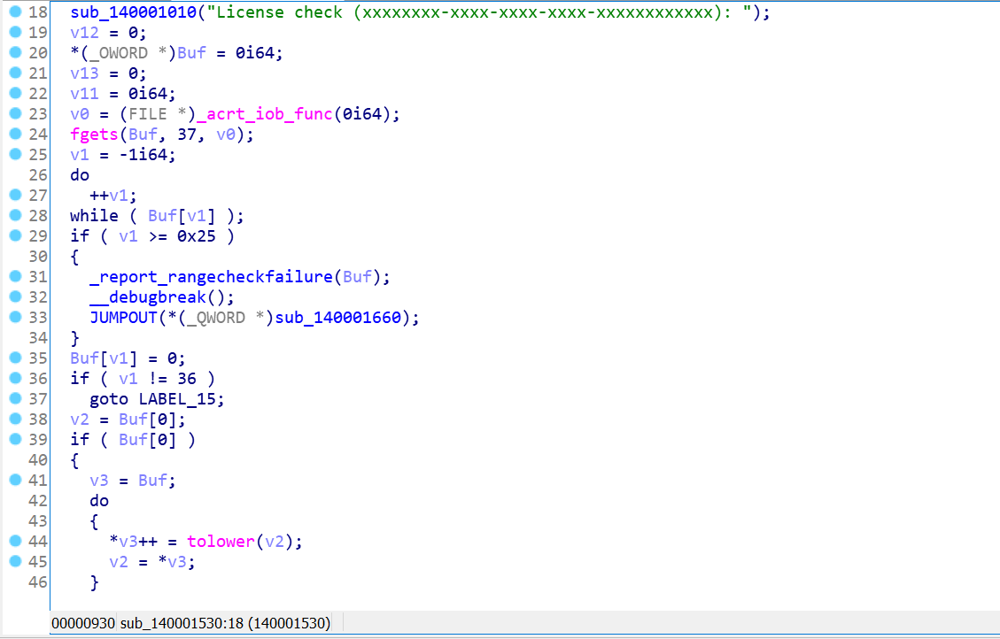 18 sub_140001010("License check (xxxxxxxx-xxxx-xxxx-xxxx-xxxxxxxxxxxx): ");
19 v12 = 0;
20 *(_OWORD *)Buf = 0i64;
21 v13 = 0;
22 v11 = 0i64;
23 v0 = (FILE *)_acrt_iob_func(0i64);
24 fgets(Buf, 37, v0);
25 v1 = -1i64;
26 do
27 ++v1;
28 while ( Buf[v1] );
29 if ( v1 >= 0x25 )
30 {
31 _report_rangecheckfailure(Buf);
32 __debugbreak();
33 JUMPOUT(*(_QWORD *)sub_140001660);
34 }
35 Buf[v1] = 0;
36 if ( v1 != 36 )
37 goto LABEL_15;
38 v2 = Buf[0];
39 if ( Buf[0] )
40 {
41 v3 = Buf;
42 do
43 {
44 *v3++ = tolower(v2);
45 v2 = *v3;
46 }
00000930 sub_140001530:18 (140001530)